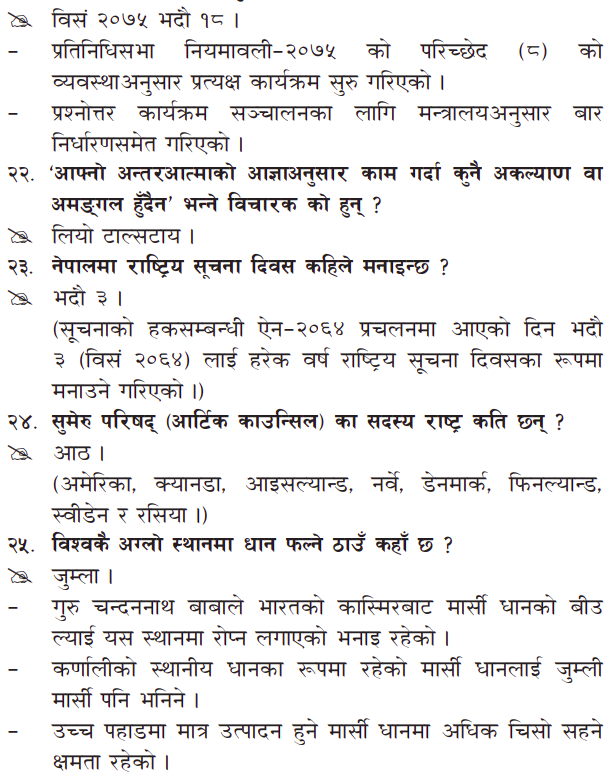 विसं २०७५ भदौ १८ ।
– प्रतिनिधिसभा नियमावली–२०७५ को परिच्छेद (८) को
व्यवस्थाअनुसार प्रत्यक्ष कार्यक्रम सुरु गरिएको ।
– प्रश्नोत्तर कार्यक्रम सञ्चालनका लागि मन्त्रालयअनुसार बार
निर्धारणसमेत गरिएको ।
२२. ‘आफ्नो अन्तरआत्माको आज्ञाअनुसार काम गर्दा कुनै अकल्याण वा
अमङ्गल हुँदैन’ भन्ने विचारक को हुन् ?
लियो टाल्सटाय ।
२३. नेपालमा राष्ट्रिय सूचना दिवस कहिले मनाइन्छ ?
भदौ ३ ।
(सूचनाको हकसम्बन्धी ऐन–२०६४ प्रचलनमा आएको दिन भदौ
३ (विसं २०६४) लाई हरेक वर्ष राष्ट्रिय सूचना दिवसका रूपमा
मनाउने गरिएको ।)
२४. सुमेरु परिषद् (आर्टिक काउन्सिल) का सदस्य राष्ट्र कति छन् ?
आठ ।
(अमेरिका, क्यानडा, आइसल्यान्ड, नर्वे, डेनमार्क, फिनल्यान्ड,
स्वीडेन र रसिया ।)
२५. विश्वकै अग्लो स्थानमा धान फल्ने ठाउँ कहाँ छ ?
जुम्ला ।
– गुरु चन्दननाथ बाबाले भारतको कास्मिरबाट मार्सी धानको बीउ
ल्याई यस स्थानमा रोप्न लगाएको भनाइ रहेको ।
– कर्णालीको स्थानीय धानका रूपमा रहेको मार्सी धानलाई जुम्ली
मार्सी पनि भनिने ।
– उच्च पहाडमा मात्र उत्पादन हुने मार्सी धानमा अधिक चिसो सहने
क्षमता रहेको ।